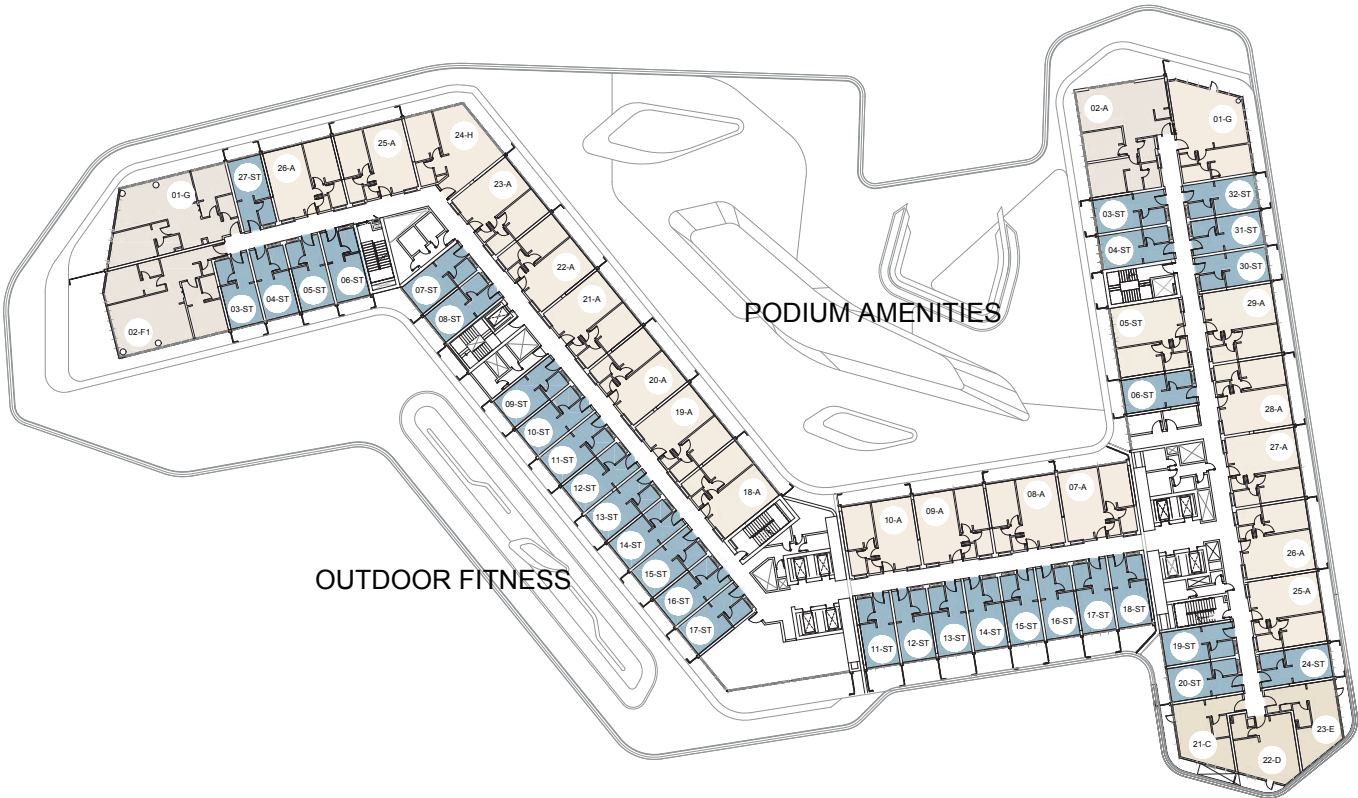 02-A
01-G
24-H
25-A
26-A
27-ST
01-G
23-A
32-ST
03-ST
31-ST
04-ST
30-ST
22-A
21-A
07-ST
06-ST
05-ST
04-ST
03-ST
08-ST
02-F1
29-A
PODIUM AMENITIES
05-ST
20-A
06-ST
19-A
09-ST
28-A
10-ST
27-A
11-ST
12-ST
18-A
07-A
08-A
09-A
10-A
13-ST
14-ST
26-A
15-ST
OUTDOOR FITNESS
25-A
16-ST
17-ST
18-ST
17-ST
16-ST
15-ST
14-ST
13-ST
12-ST
11-ST
19-ST
24-ST
20-ST
23-E
21-C
22-D